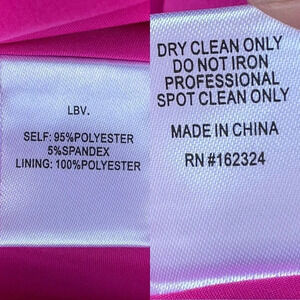 LBV.
SELF: 95%POLYESTER
5%SPANDEX
LINING: 100%POLYESTER
DRY CLEAN ONLY
DO NOT IRON
PROFESSIONAL
SPOT CLEAN ONLY
MADE IN CHINA
RN #162324